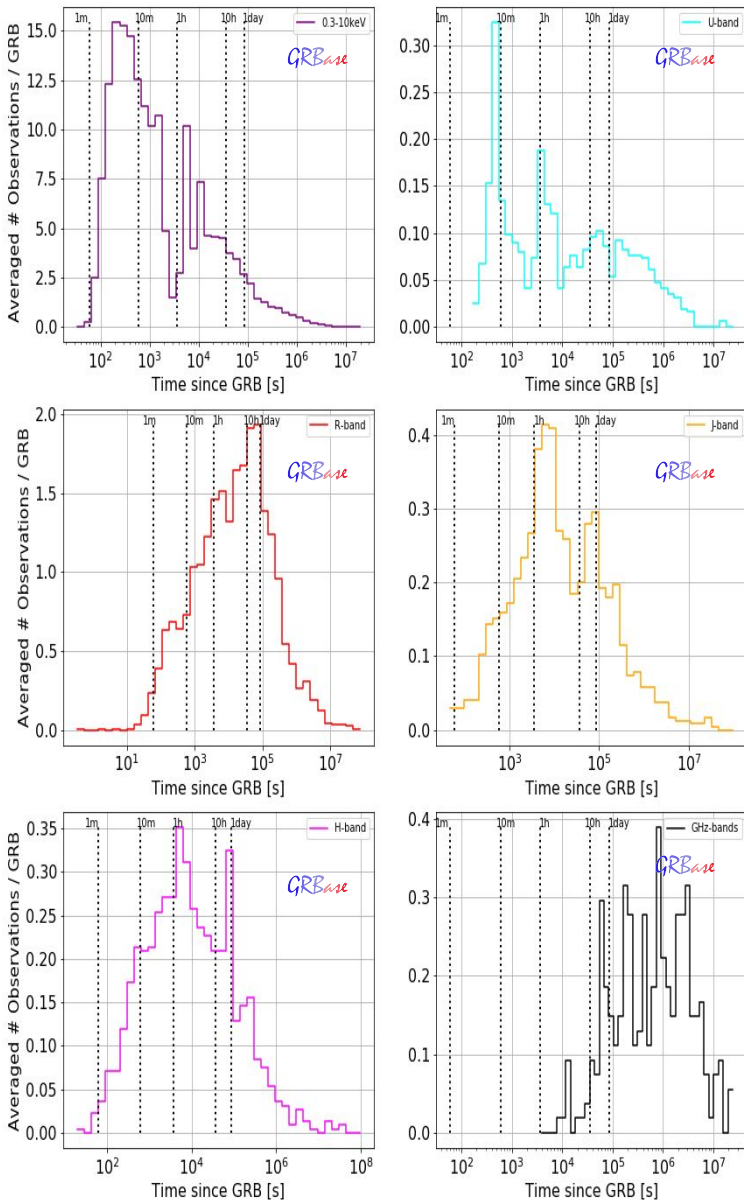 1m 10m 1h 10h 1day
0.3-10keV
GRBase
Averaged # Observations / GRB
15.0
12.5
10.0
7.5
5.0
2.5
0.0
10² 10³ 10⁴ 10⁵ 10⁶ 10⁷
Time since GRB [s]
1m 10m 1h 10h 1day
U-band
GRBase
0.30
0.25
0.20
0.15
0.10
0.05
0.00
10² 10³ 10⁴ 10⁵ 10⁶ 10⁷
Time since GRB [s]
1m 10m 1h 10h 1day
R-band
GRBase
Averaged # Observations / GRB
2.0
1.5
1.0
0.5
0.0
10¹ 10³ 10⁵ 10⁷
Time since GRB [s]
1m 10m 1h 10h 1day
J-band
GRBase
0.4
0.3
0.2
0.1
0.0
10³ 10⁵ 10⁷
Time since GRB [s]
1m 10m 1h 10h 1day
H-band
GRBase
Averaged # Observations / GRB
0.35
0.30
0.25
0.20
0.15
0.10
0.05
0.00
10² 10⁴ 10⁶ 10⁸
Time since GRB [s]
1m 10m 1h 10h 1day
GHz-bands
GRBase
0.4
0.3
0.2
0.1
0.0
10² 10³ 10⁴ 10⁵ 10⁶ 10⁷
Time since GRB [s]